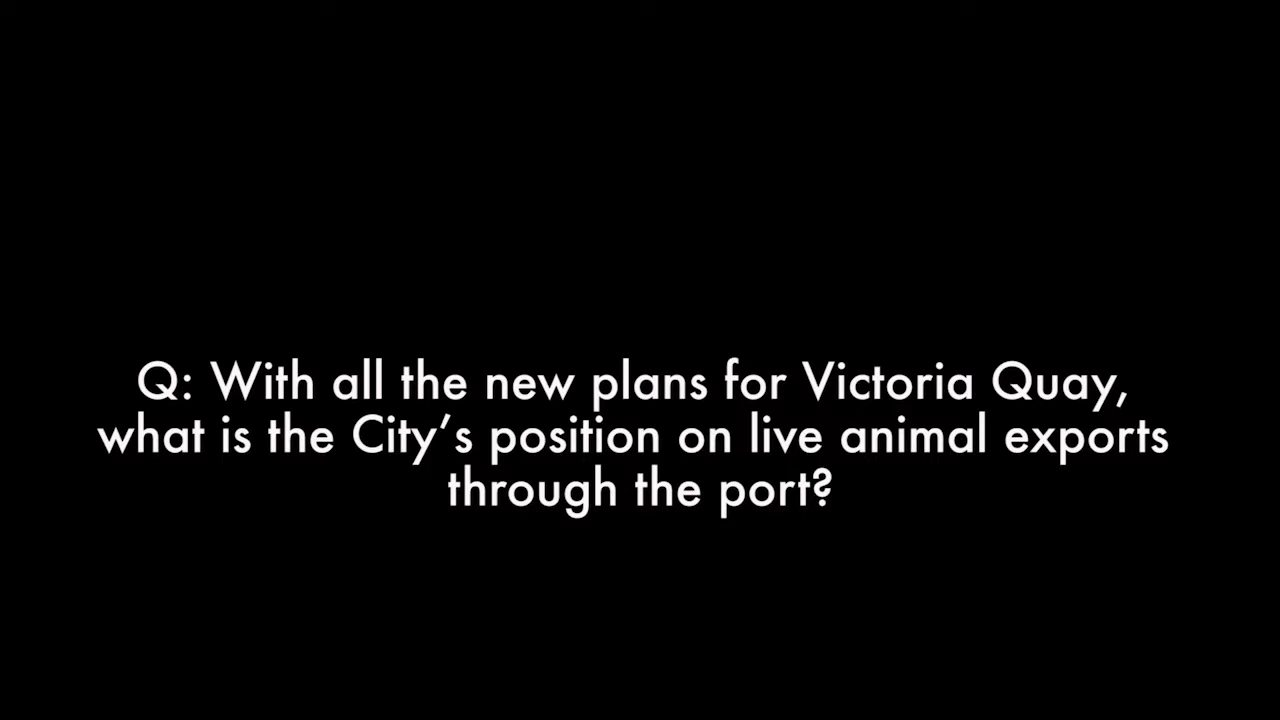 Q: With all the new plans for Victoria Quay,
what is the City’s position on live animal exports
through the port?